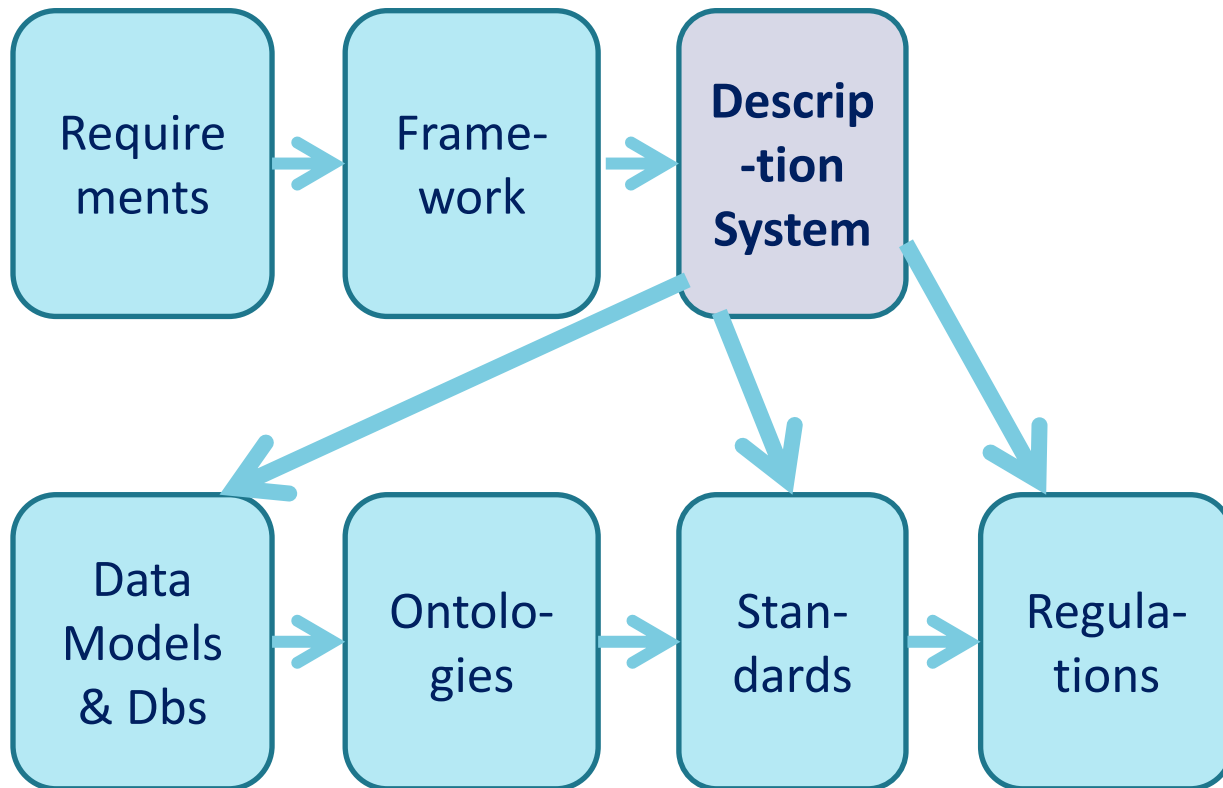 Require
ments
Frame-
work
Descrip
-tion
System
Data
Models
& Dbs
Ontolo-
gies
Stan-
dards
Regula-
tions